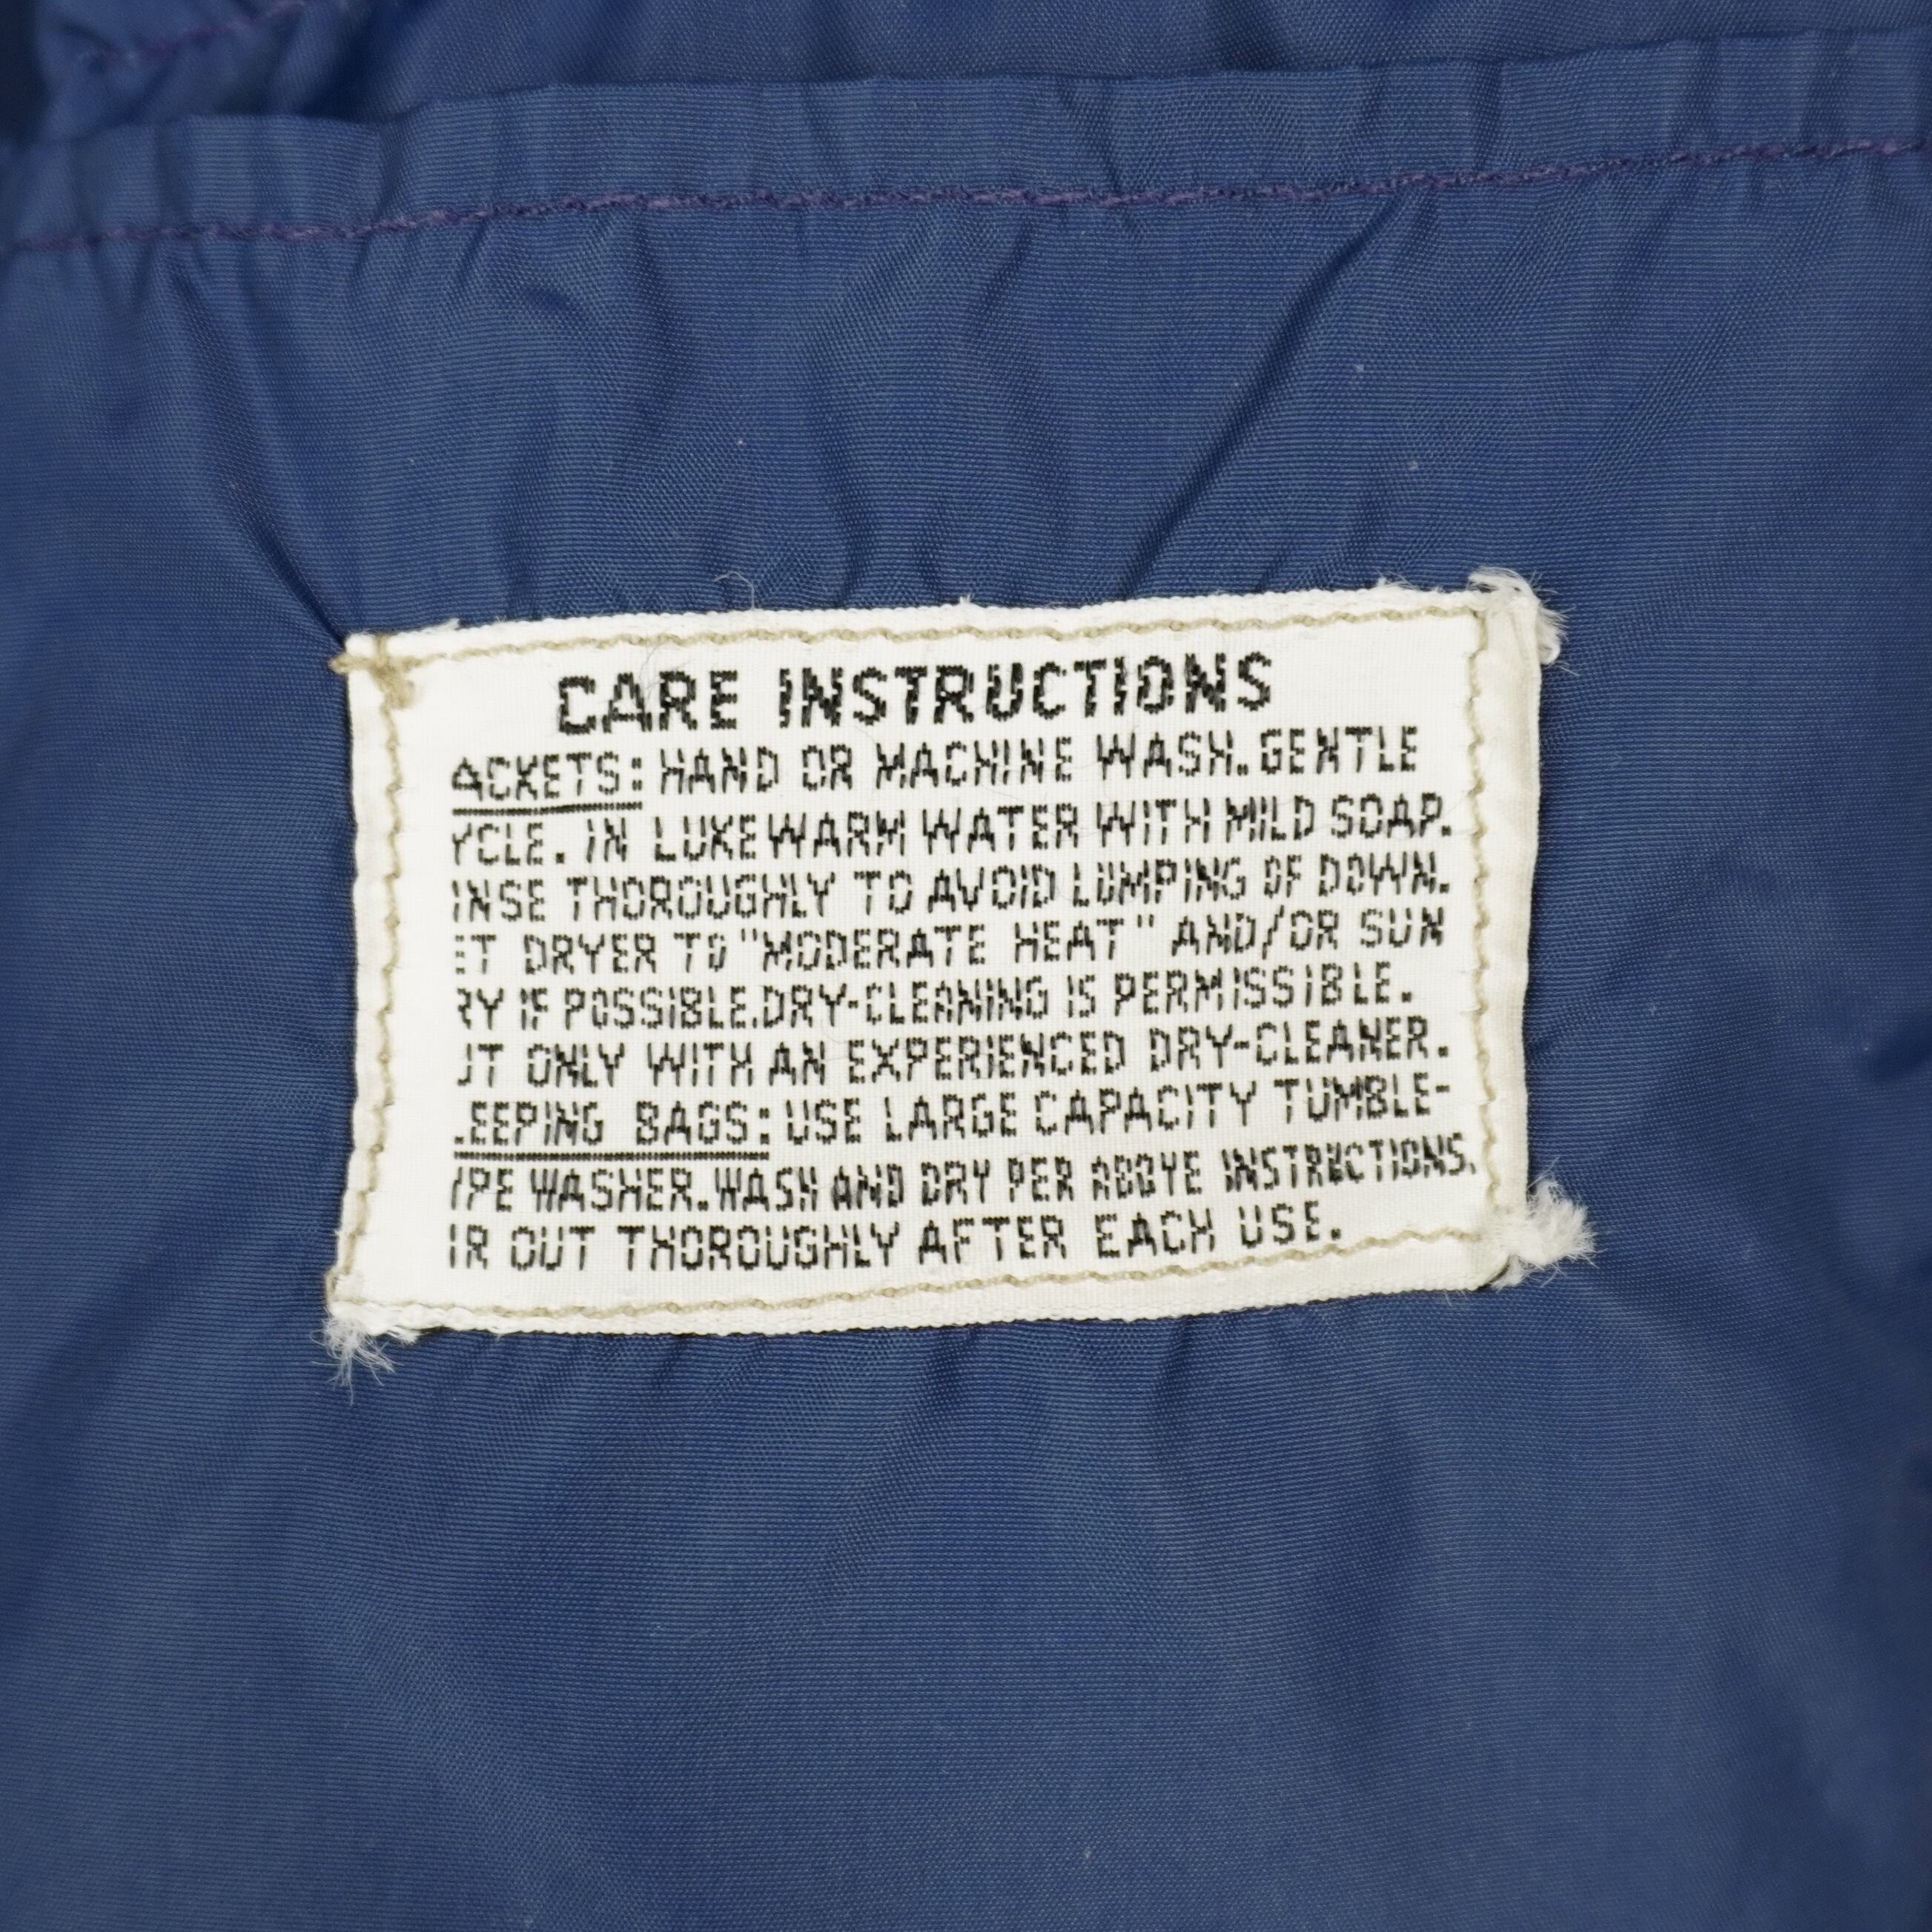 CARE INSTRUCTIONS
ACKETS: HAND OR MACHINE WASH. GENTLE
YCLE. IN LUKEWARM WATER WITH MILD SOAP.
INSE THOROUGHLY TO AVOID LUMPING OF DOWN.
ET DRYER TO "MODERATE HEAT" AND/OR SUN
RY IF POSSIBLE. DRY-CLEANING IS PERMISSIBLE.
UT ONLY WITH AN EXPERIENCED DRY-CLEANER.
LEEPING BAGS: USE LARGE CAPACITY TUMBLE-
YPE WASHER. WASH AND DRY PER ABOVE INSTRUCTIONS.
IR OUT THOROUGHLY AFTER EACH USE.